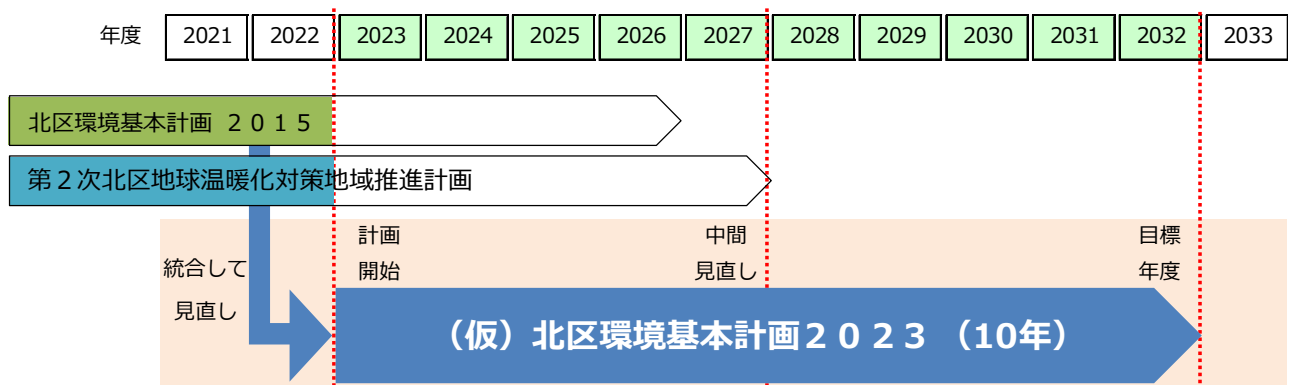 年度 2021 2022 2023 2024 2025 2026 2027 2028 2029 2030 2031 2032 2033
北区環境基本計画 ２０１５
第２次北区地球温暖化対策地域推進計画
統合して
見直し
計画
開始
中間
見直し
目標
年度
（仮）北区環境基本計画２０２３ （10年）